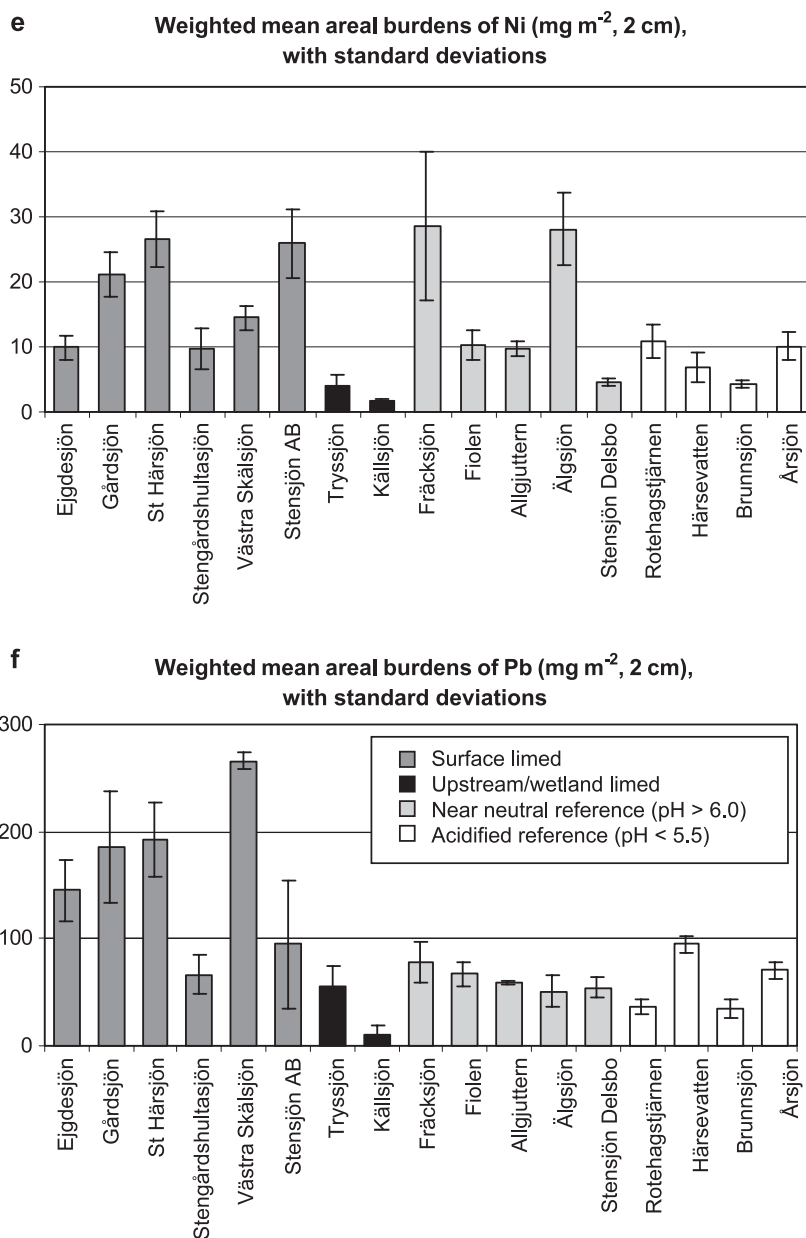 e
Weighted mean areal burdens of Ni (mg m-2, 2 cm),
with standard deviations
50
40
30
20
10
0
Ejgdesjön
Gårdsjön
St Härsjön
Stengårdshultasjön
Västra Skälsjön
Stensjön AB
Tryssjön
Källsjön
Fräcksjön
Fiolen
Allgjuttern
Älgsjön
Stensjön Delsbo
Rotehagstjärnen
Härsevatten
Brunnsjön
Årsjön
f
Weighted mean areal burdens of Pb (mg m-2, 2 cm),
with standard deviations
300
200
100
0
Surface limed
Upstream/wetland limed
Near neutral reference (pH > 6.0)
Acidified reference (pH < 5.5)
Ejgdesjön
Gårdsjön
St Härsjön
Stengårdshultasjön
Västra Skälsjön
Stensjön AB
Tryssjön
Källsjön
Fräcksjön
Fiolen
Allgjuttern
Älgsjön
Stensjön Delsbo
Rotehagstjärnen
Härsevatten
Brunnsjön
Årsjön